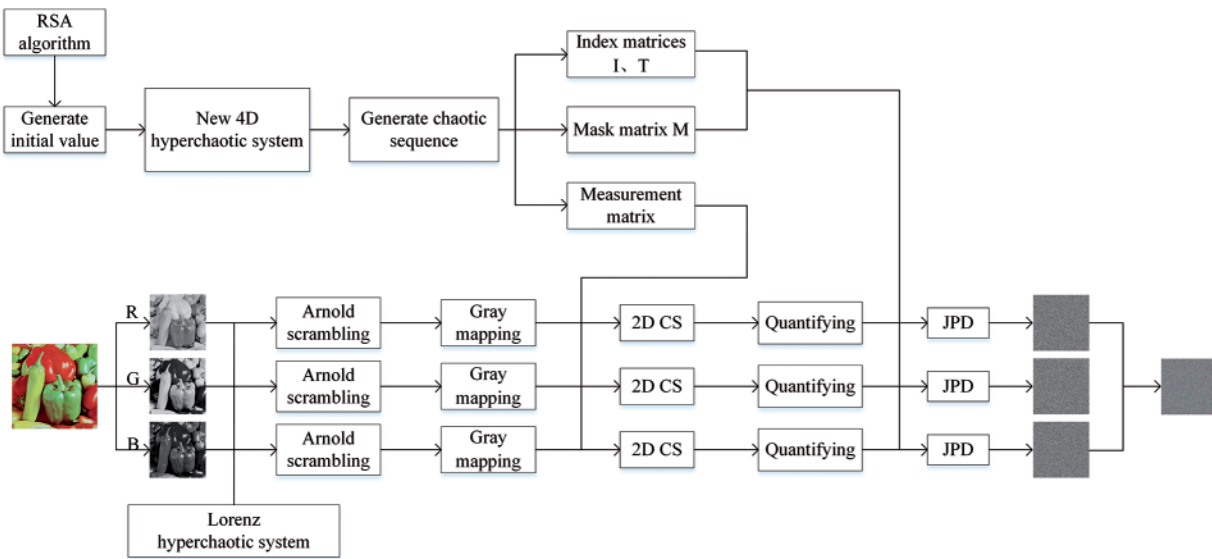 RSA
algorithm
Generate
initial value
New 4D
hyperchaotic system
Generate chaotic
sequence
Index matrices
I、T
Mask matrix M
Measurement
matrix
R
Arnold
scrambling
Gray
mapping
2D CS
Quantifying
JPD
G
Arnold
scrambling
Gray
mapping
2D CS
Quantifying
JPD
B
Arnold
scrambling
Gray
mapping
2D CS
Quantifying
JPD
Lorenz
hyperchaotic system